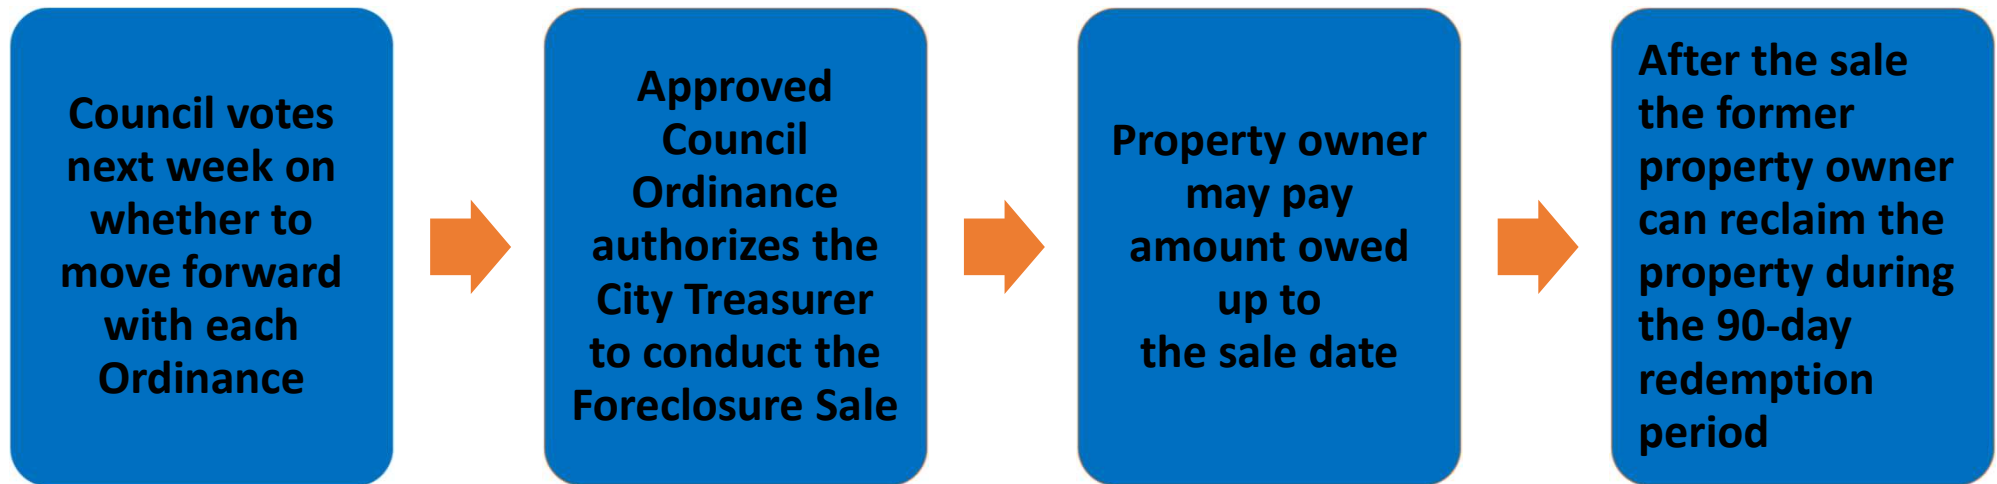 Council votes
next week on
whether to
move forward
with each
Ordinance
Approved
Council
Ordinance
authorizes the
City Treasurer
to conduct the
Foreclosure Sale
Property owner
may pay
amount owed
up to
the sale date
After the sale
the former
property owner
can reclaim the
property during
the 90-day
redemption
period